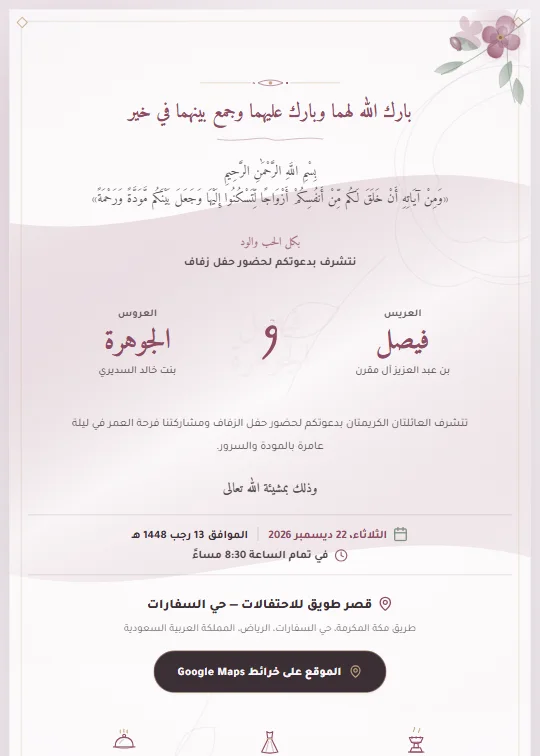 بارك الله لهما وبارك عليهما وجمع بينهما في خير
بِسْمِ اللَّهِ الرَّحْمَٰنِ الرَّحِيمِ
«وَمِنْ آيَاتِهِ أَنْ خَلَقَ لَكُم مِّنْ أَنفُسِكُمْ أَزْوَاجًا لِّتَسْكُنُوا إِلَيْهَا وَجَعَلَ بَيْنَكُم مَّوَدَّةً وَرَحْمَةً»
بكل الحب والود
نتشرف بدعوتكم لحضور حفل زفاف
العريس
فيصل
بن عبد العزيز آل مقرن
و
العروس
الجوهرة
بنت خالد السديري
تتشرف العائلتان الكريمتان بدعوتكم لحضور حفل الزفاف ومشاركتنا فرحة العمر في ليلة
عامرة بالمودة والسرور.
وذلك بمشيئة الله تعالى
الثلاثاء، 22 ديسمبر 2026 | الموافق 13 رجب 1448 هـ
في تمام الساعة 8:30 مساءً
قصر طويق للاحتفالات – حي السفارات
طريق مكة المكرمة، حي السفارات، الرياض، المملكة العربية السعودية
الموقع على خرائط Google Maps